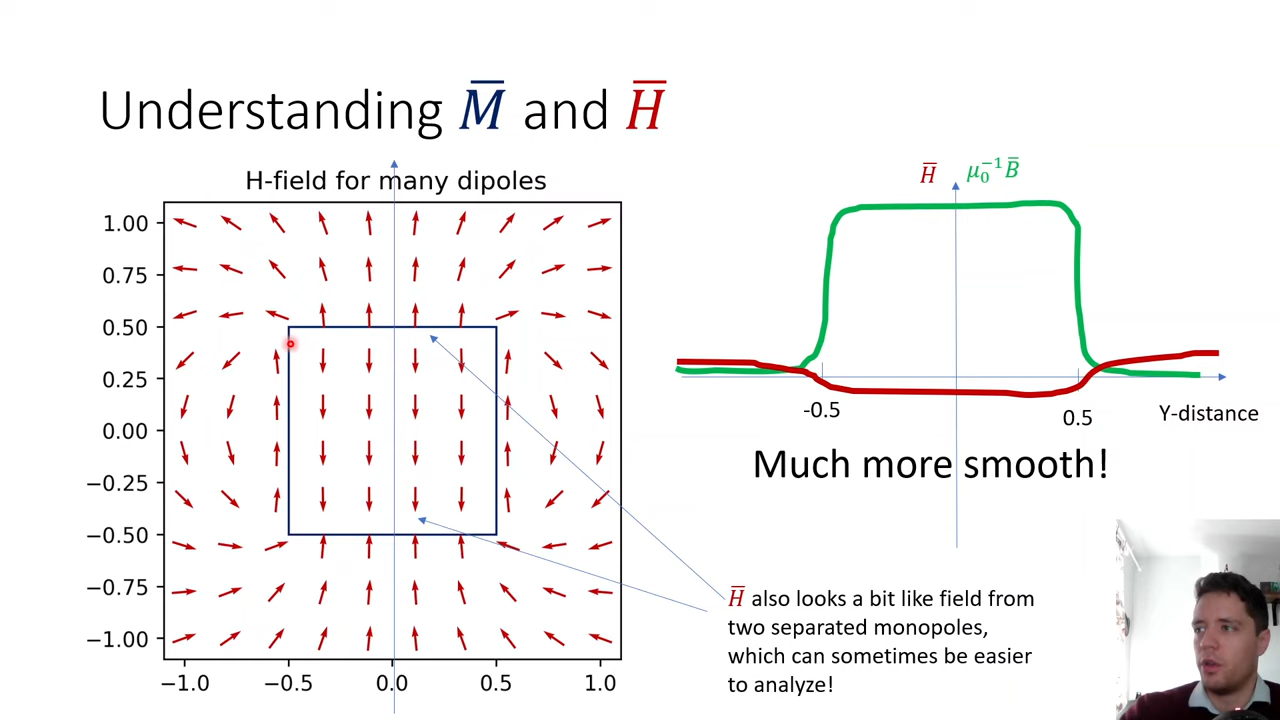 Understanding M̅ and H̅
H-field for many dipoles
1.00
0.75
0.50
0.25
0.00
−0.25
−0.50
−0.75
−1.00
−1.0 −0.5 0.0 0.5 1.0
H̅ μ₀⁻¹B̅
-0.5 0.5 Y-distance
Much more smooth!
H̅ also looks a bit like field from
two separated monopoles,
which can sometimes be easier
to analyze!